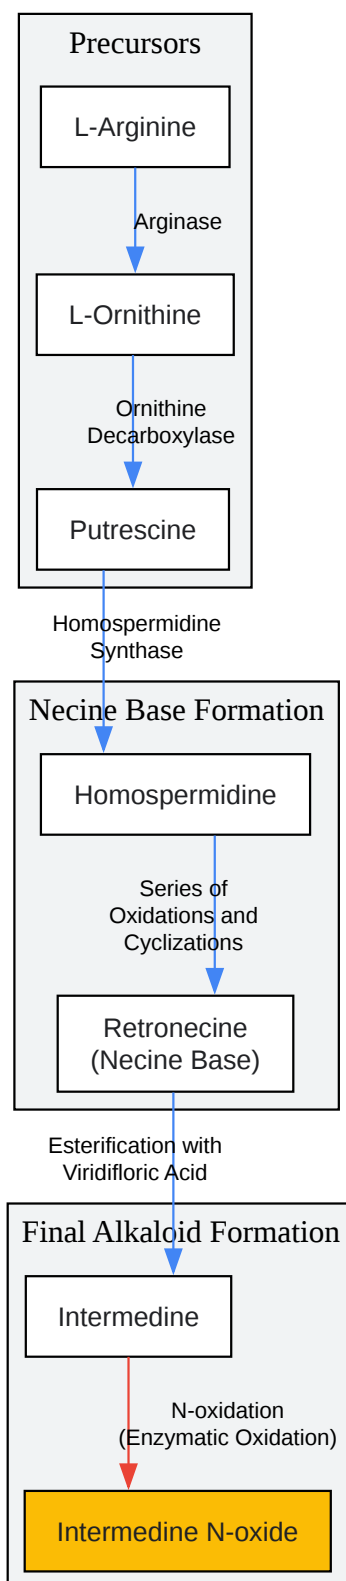 Precursors
L-Arginine
Arginase
L-Ornithine
Ornithine
Decarboxylase
Putrescine
Homospermidine
Synthase
Necine Base Formation
Homospermidine
Series of
Oxidations and
Cyclizations
Retronecine
(Necine Base)
Esterification with
Viridifloric Acid
Final Alkaloid Formation
Intermedine
N-oxidation
(Enzymatic Oxidation)
Intermedine N-oxide